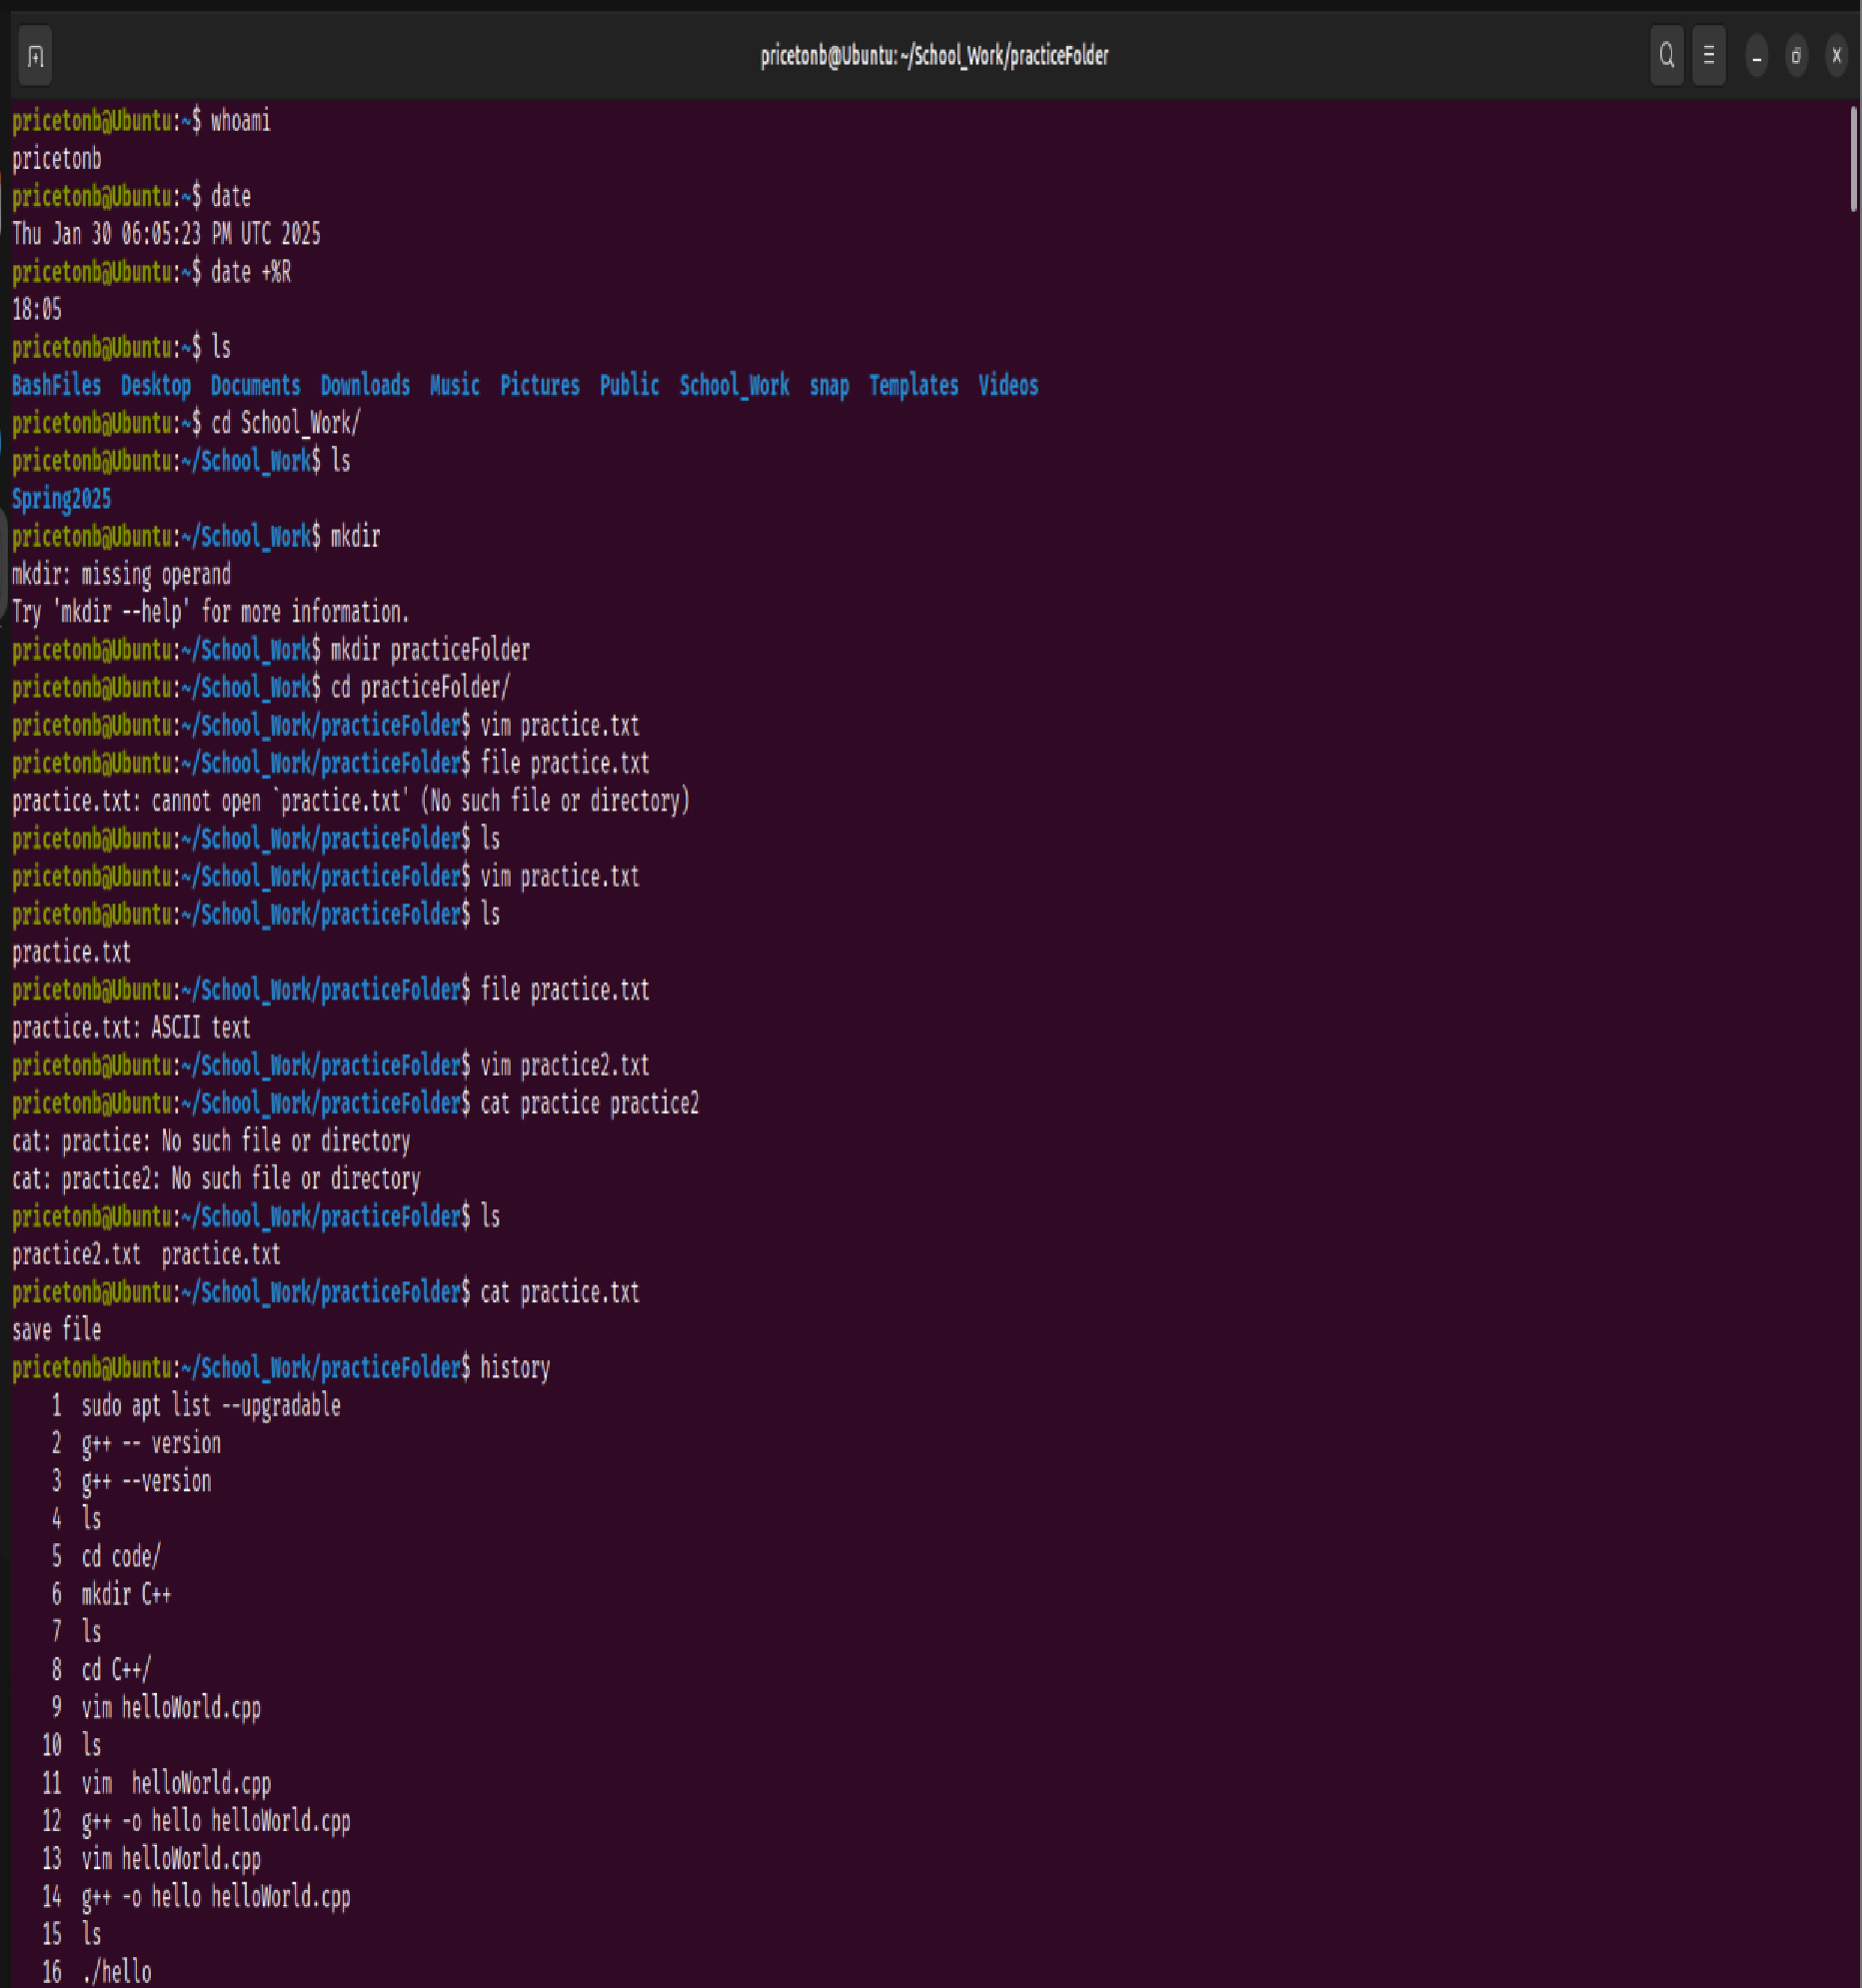 pricetonb@Ubuntu: ~/School_Work/practiceFolder
pricetonb@Ubuntu:~$ whoami
pricetonb
pricetonb@Ubuntu:~$ date
Thu Jan 30 06:05:23 PM UTC 2025
pricetonb@Ubuntu:~$ date +%R
18:05
pricetonb@Ubuntu:~$ ls
BashFiles  Desktop  Documents  Downloads  Music  Pictures  Public  School_Work  snap  Templates  Videos
pricetonb@Ubuntu:~$ cd School_Work/
pricetonb@Ubuntu:~/School_Work$ ls
Spring2025
pricetonb@Ubuntu:~/School_Work$ mkdir
mkdir: missing operand
Try 'mkdir --help' for more information.
pricetonb@Ubuntu:~/School_Work$ mkdir practiceFolder
pricetonb@Ubuntu:~/School_Work$ cd practiceFolder/
pricetonb@Ubuntu:~/School_Work/practiceFolder$ vim practice.txt
pricetonb@Ubuntu:~/School_Work/practiceFolder$ file practice.txt
practice.txt: cannot open `practice.txt' (No such file or directory)
pricetonb@Ubuntu:~/School_Work/practiceFolder$ ls
pricetonb@Ubuntu:~/School_Work/practiceFolder$ vim practice.txt
pricetonb@Ubuntu:~/School_Work/practiceFolder$ ls
practice.txt
pricetonb@Ubuntu:~/School_Work/practiceFolder$ file practice.txt
practice.txt: ASCII text
pricetonb@Ubuntu:~/School_Work/practiceFolder$ vim practice2.txt
pricetonb@Ubuntu:~/School_Work/practiceFolder$ cat practice practice2
cat: practice: No such file or directory
cat: practice2: No such file or directory
pricetonb@Ubuntu:~/School_Work/practiceFolder$ ls
practice2.txt  practice.txt
pricetonb@Ubuntu:~/School_Work/practiceFolder$ cat practice.txt
save file
pricetonb@Ubuntu:~/School_Work/practiceFolder$ history
    1  sudo apt list --upgradable
    2  g++ -- version
    3  g++ --version
    4  ls
    5  cd code/
    6  mkdir C++
    7  ls
    8  cd C++/
    9  vim helloWorld.cpp
   10  ls
   11  vim  helloWorld.cpp
   12  g++ -o hello helloWorld.cpp
   13  vim helloWorld.cpp
   14  g++ -o hello helloWorld.cpp
   15  ls
   16  ./hello